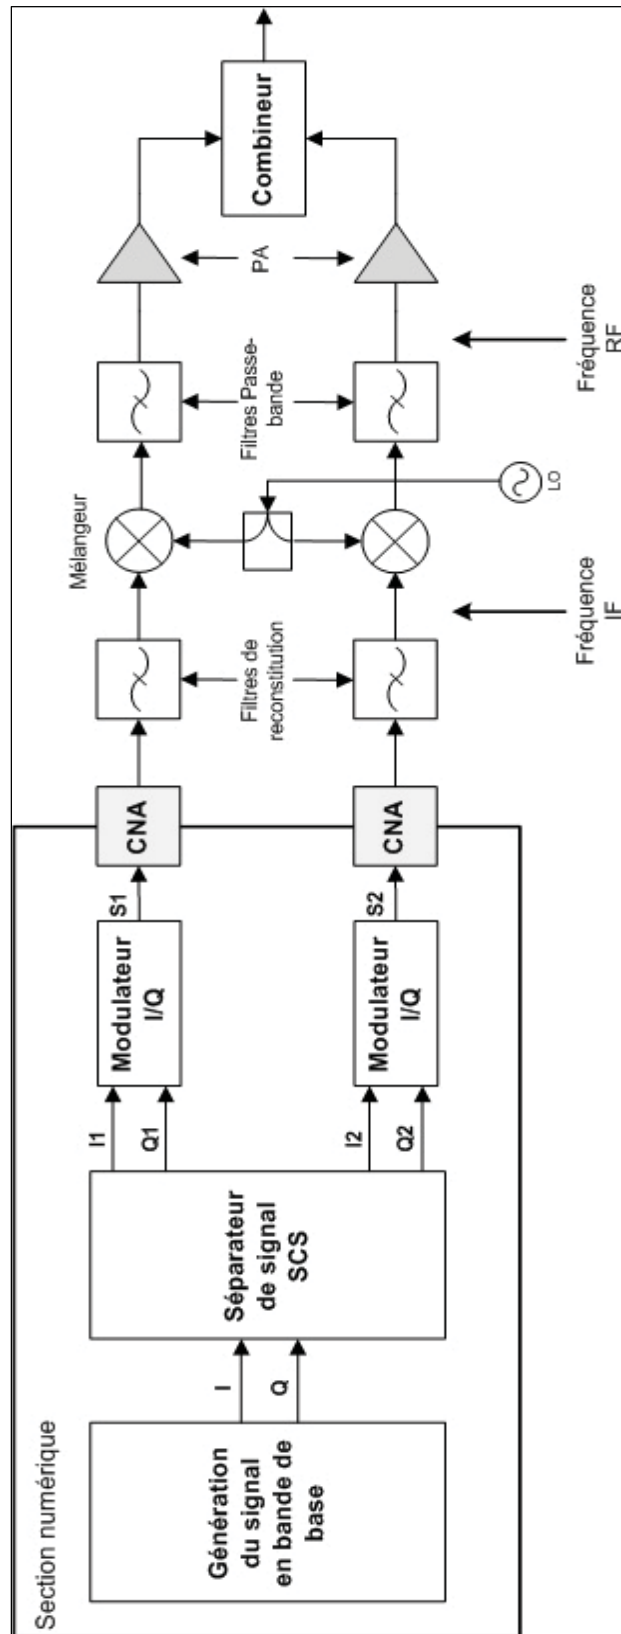 Section numérique
Génération
du signal
en bande de
base
I
Q
Séparateur
de signal
SCS
I1
Q1
I2
Q2
Modulateur
I/Q
Modulateur
I/Q
S1
S2
CNA
CNA
Filtres de
reconstitution
Fréquence
IF
Mélangeur
LO
Filtres Passe-
bande
Fréquence
RF
PA
Combineur